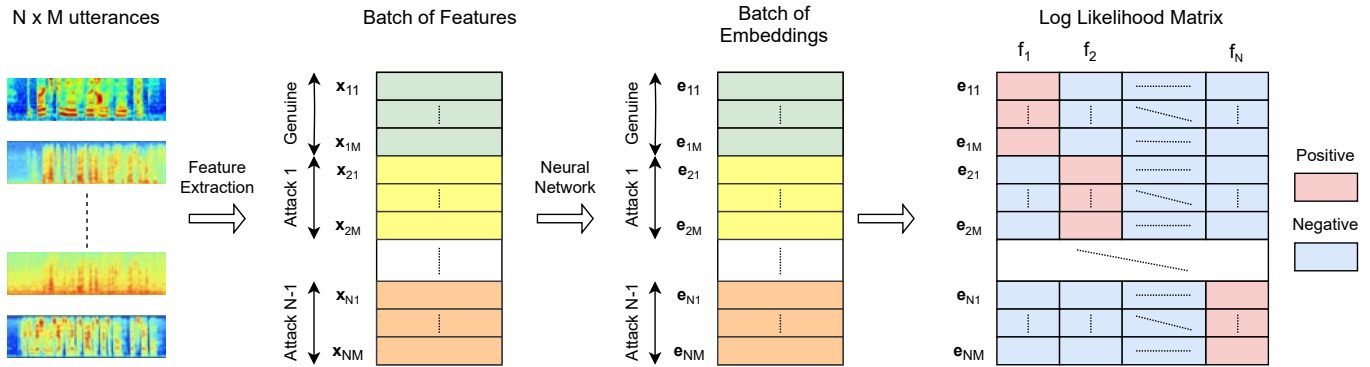 N x M utterances
Feature
Extraction
Batch of Features
Genuine
Attack 1
Attack N-1
x11
x1M
x21
x2M
xN1
xNM
Neural
Network
Batch of
Embeddings
Genuine
Attack 1
Attack N-1
e11
e1M
e21
e2M
eN1
eNM
Log Likelihood Matrix
f1 f2 fN
e11
e1M
e21
e2M
eN1
eNM
Positive
Negative